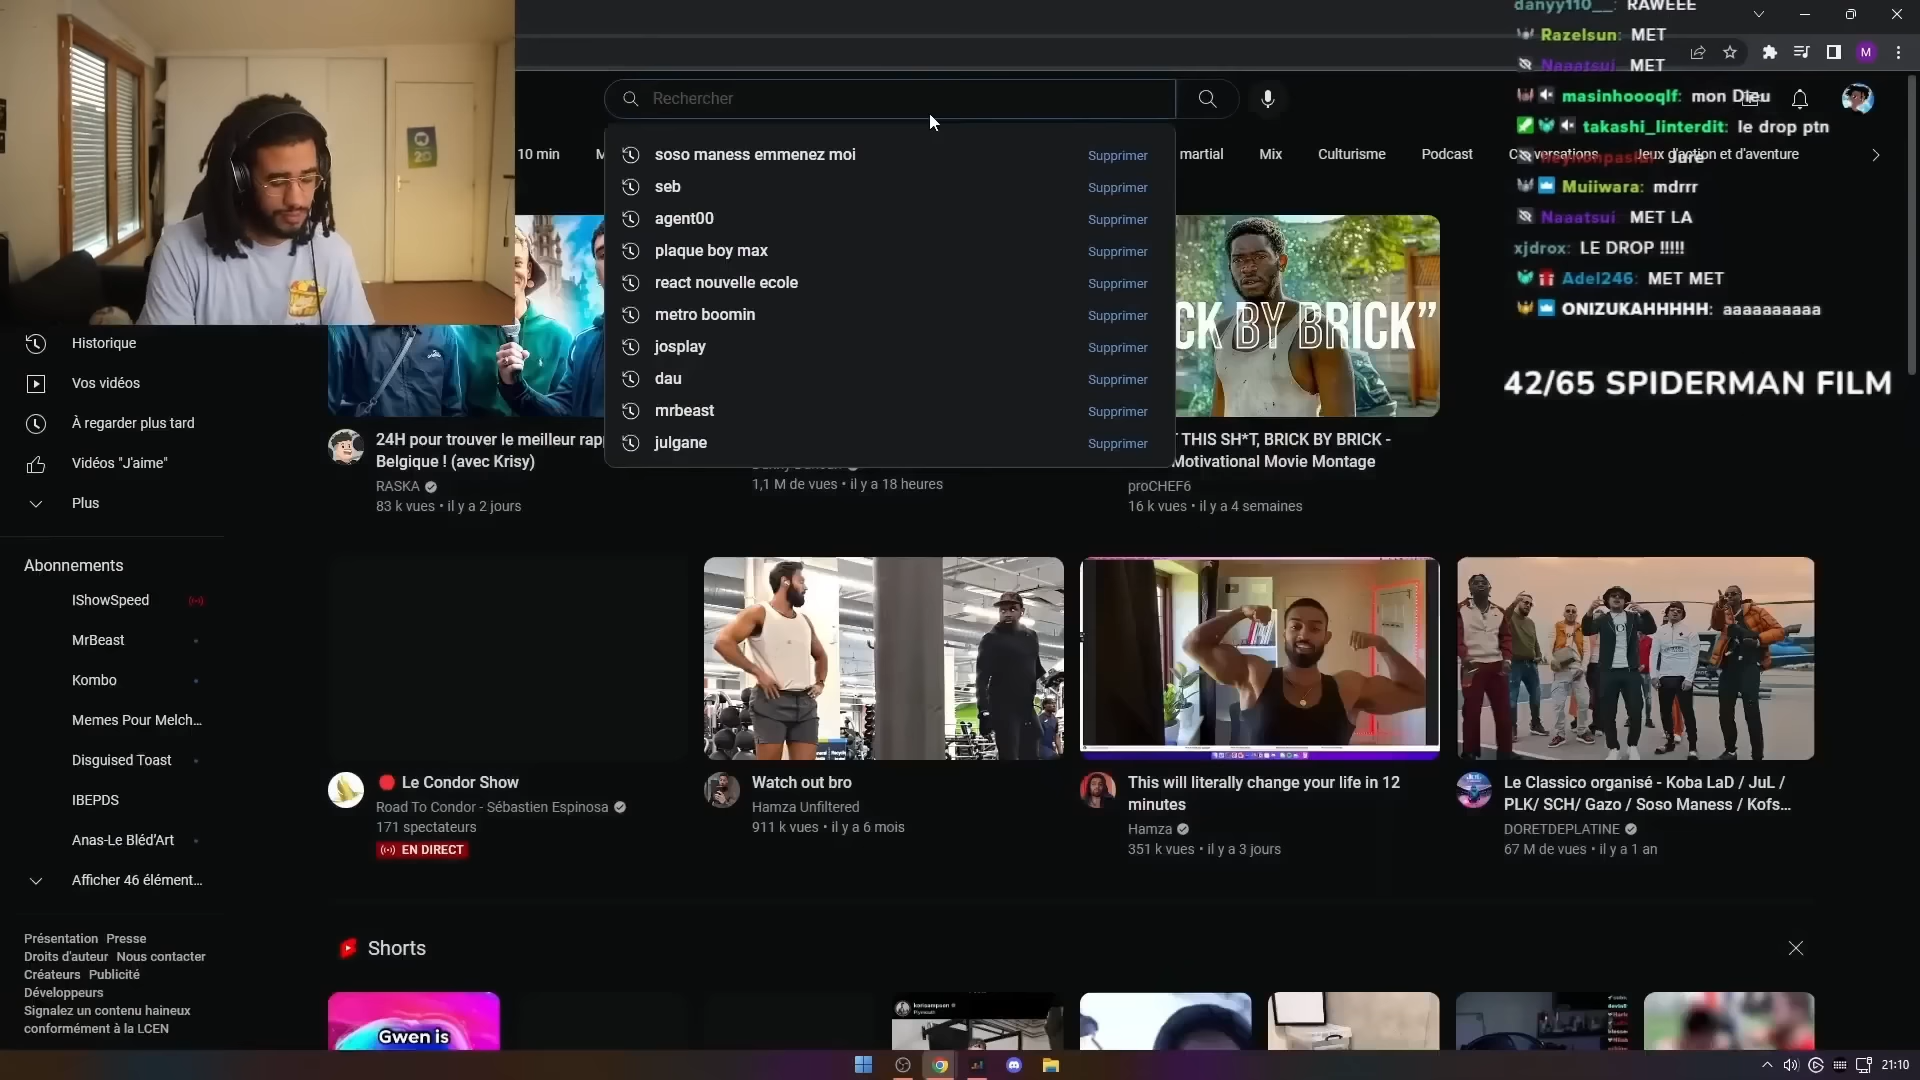 danyy110__: RAWEEE
Razelsun: MET
Naaatsui MET
masinhoooqlf: mon Dieu
takashi_linterdit: le drop ptn
Jure
Muiiwara: mdrrr
Naaatsui MET LA
xjdrox: LE DROP !!!!!
Adel246: MET MET
ONIZUKAHHHHH: aaaaaaaaaa
42/65 SPIDERMAN FILM
M
Rechercher
10 min
martial
Mix
Culturisme
Podcast
Jeux d'action et d'aventure
soso maness emmenez moi Supprimer
seb Supprimer
agent00 Supprimer
plaque boy max Supprimer
react nouvelle ecole Supprimer
metro boomin Supprimer
josplay Supprimer
dau Supprimer
mrbeast Supprimer
julgane Supprimer
20
Historique
Vos vidéos
À regarder plus tard
Vidéos "J'aime"
Plus
Abonnements
IShowSpeed
MrBeast
Kombo
Memes Pour Melch...
Disguised Toast
IBEPDS
Anas-Le Bléd'Art
Afficher 46 élément...
Présentation Presse
Droits d'auteur Nous contacter
Créateurs Publicité
Développeurs
Signalez un contenu haineux
conformément à la LCEN
24H pour trouver le meilleur rapp
Belgique ! (avec Krisy)
RASKA
83 k vues • il y a 2 jours
1,1 M de vues • il y a 18 heures
CK BY BRICK”
THIS SH*T, BRICK BY BRICK -
Motivational Movie Montage
proCHEF6
16 k vues • il y a 4 semaines
Le Condor Show
Road To Condor - Sébastien Espinosa
171 spectateurs
EN DIRECT
Watch out bro
Hamza Unfiltered
911 k vues • il y a 6 mois
This will literally change your life in 12
minutes
Hamza
351 k vues • il y a 3 jours
Le Classico organisé - Koba LaD / JuL /
PLK/ SCH/ Gazo / Soso Maness / Kofs...
DORETDEPLATINE
67 M de vues • il y a 1 an
Shorts
Gwen is
21:10